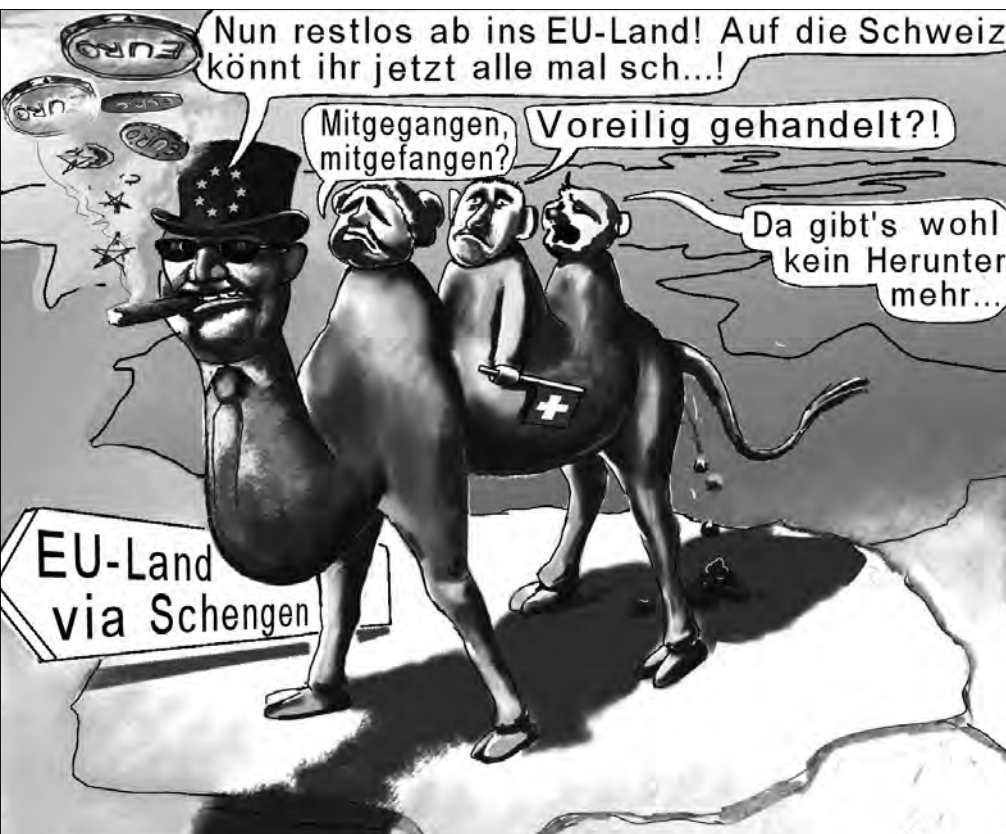 Nun restlos ab ins EU-Land! Auf die Schweiz
könnt ihr jetzt alle mal sch...!
EURO
EURO
EURO
EURO
Mitgegangen,
mitgefangen?
Voreilig gehandelt?!
Da gibt's wohl
kein Herunter
mehr...
EU-Land
via Schengen